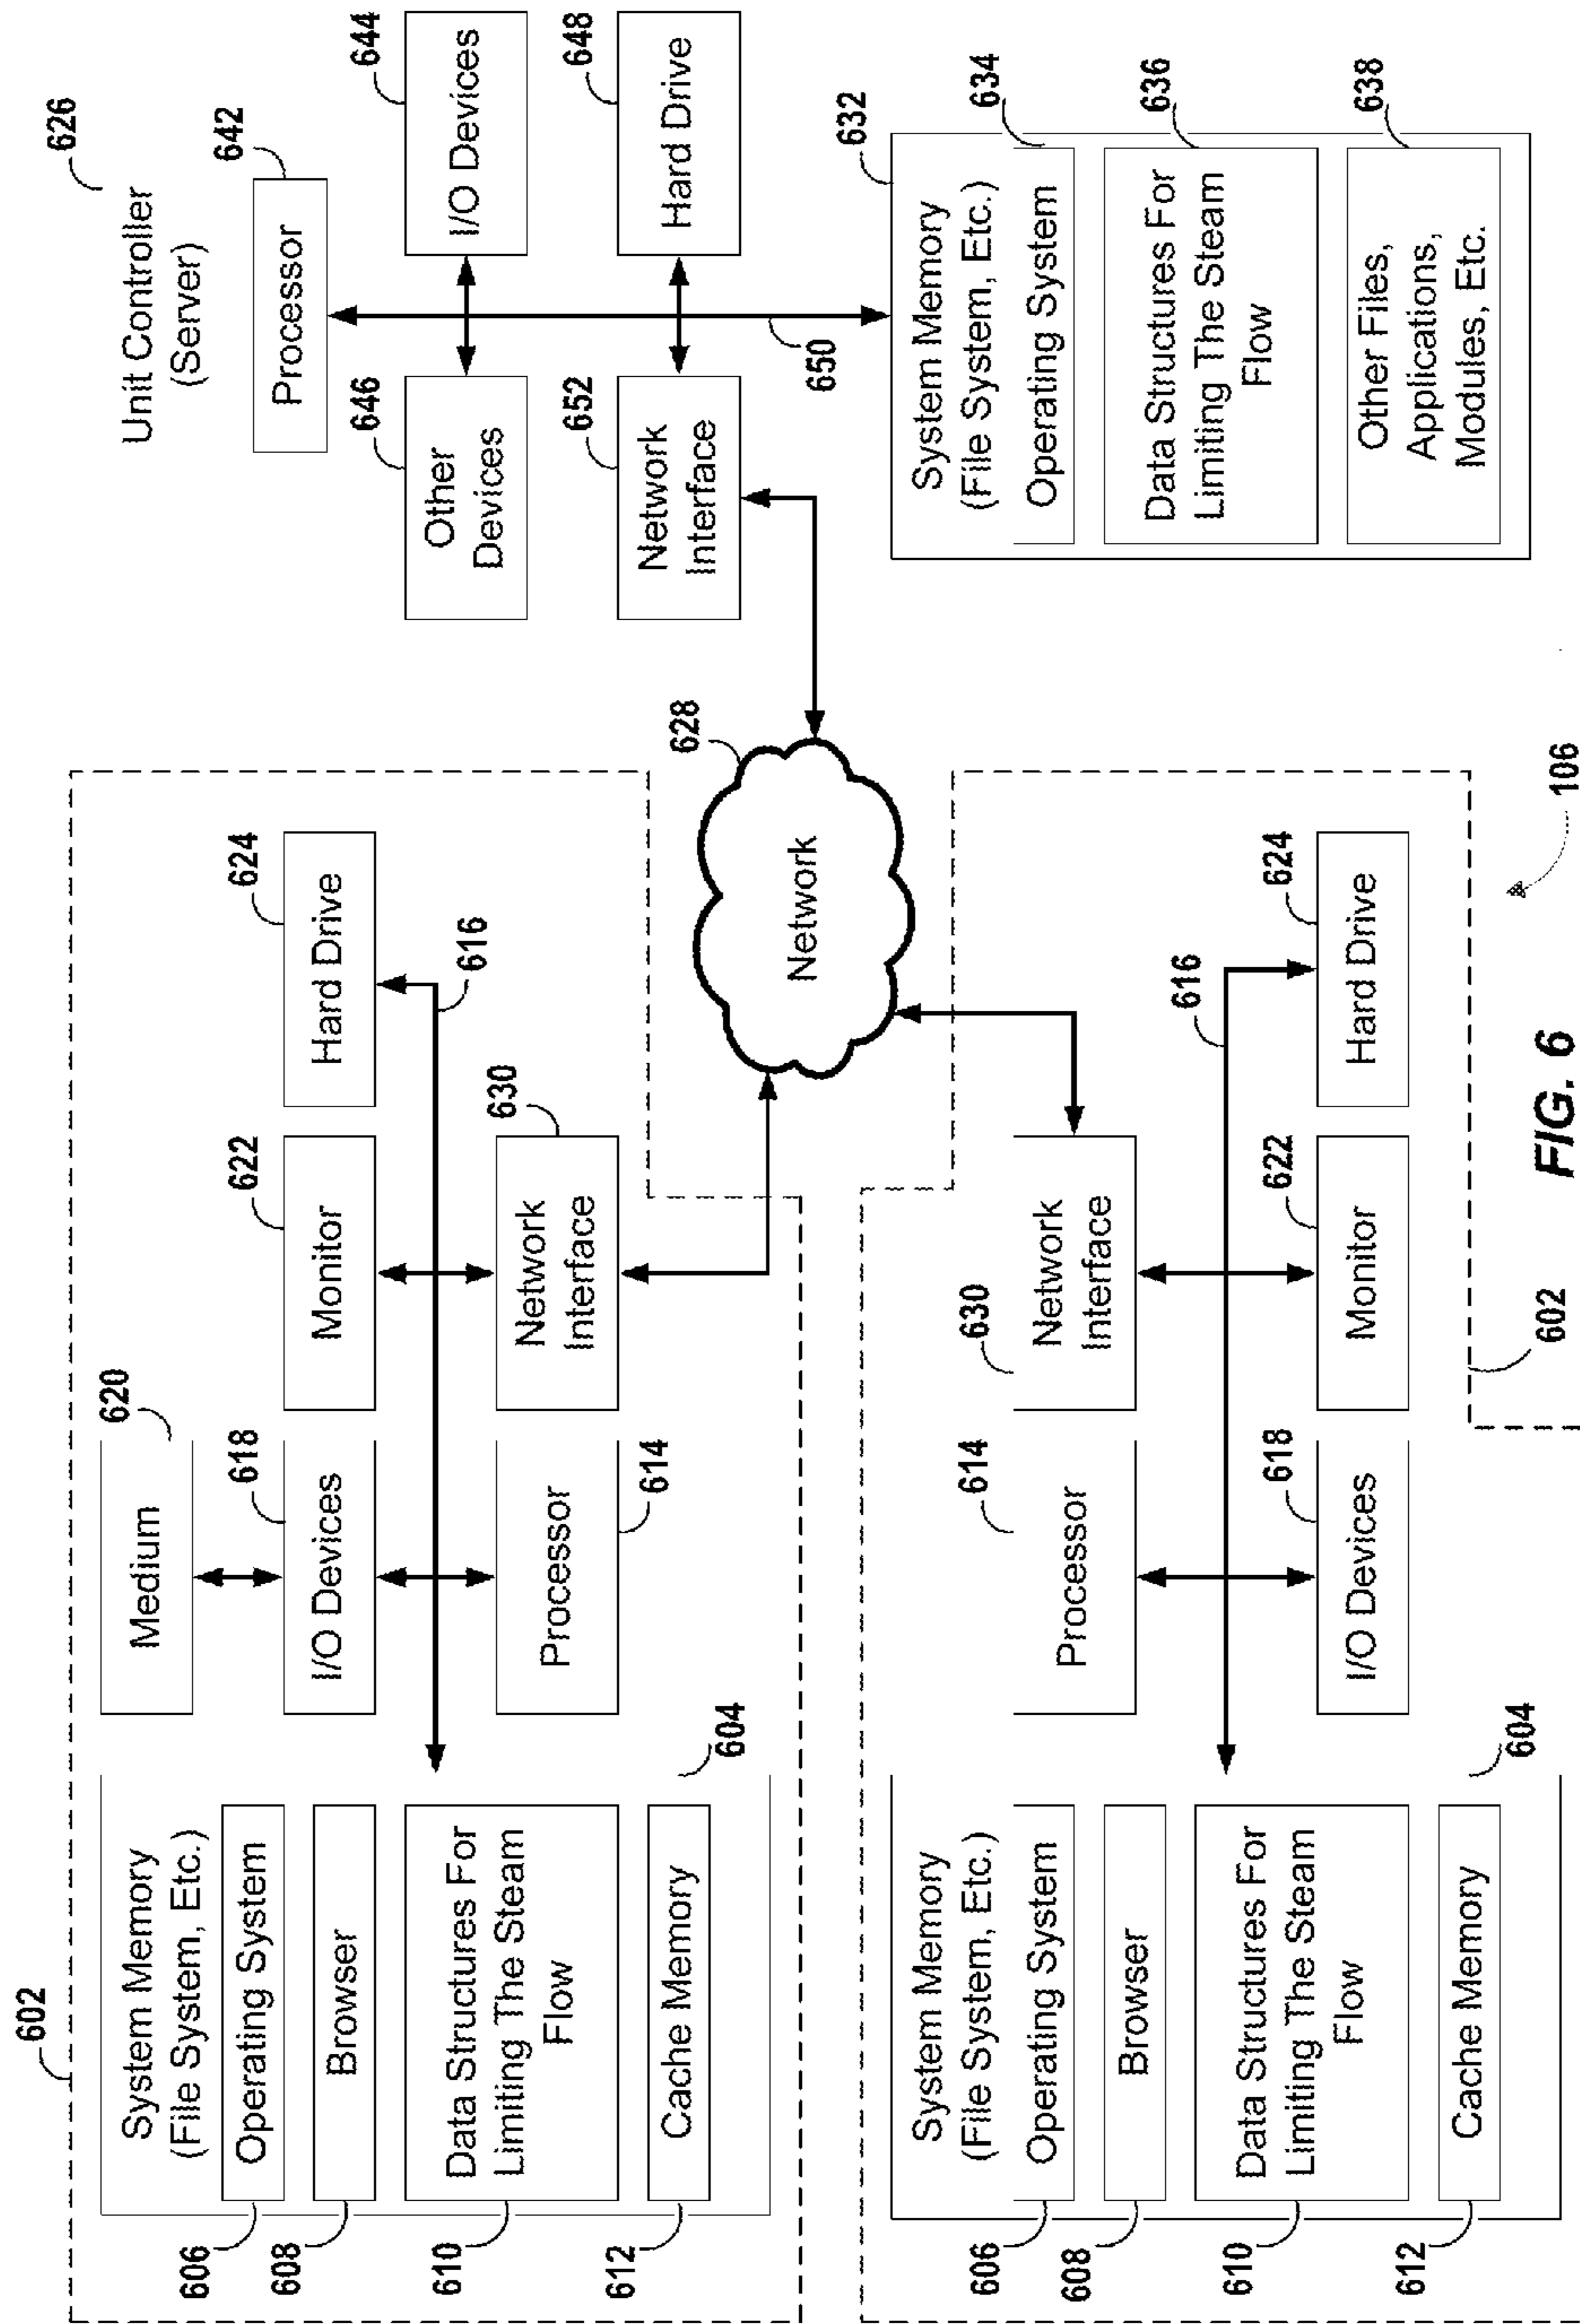 602
System Memory
(File System, Etc.)
606
Operating System
608
Browser
610
Data Structures For
Limiting The Steam
Flow
612
Cache Memory
604
620
Medium
618
I/O Devices
Processor
614
622
Monitor
630
Network
Interface
624
Hard Drive
616
628
Network
626
Unit Controller
(Server)
642
Processor
644
I/O Devices
646
Other
Devices
648
Hard Drive
652
Network
Interface
650
632
System Memory
(File System, Etc.)
634
Operating System
636
Data Structures For
Limiting The Steam
Flow
638
Other Files,
Applications,
Modules, Etc.
System Memory
(File System, Etc.)
606
Operating System
608
Browser
610
Data Structures For
Limiting The Steam
Flow
612
Cache Memory
604
614
Processor
630
Network
Interface
616
618
I/O Devices
622
Monitor
624
Hard Drive
602
106
FIG. 6